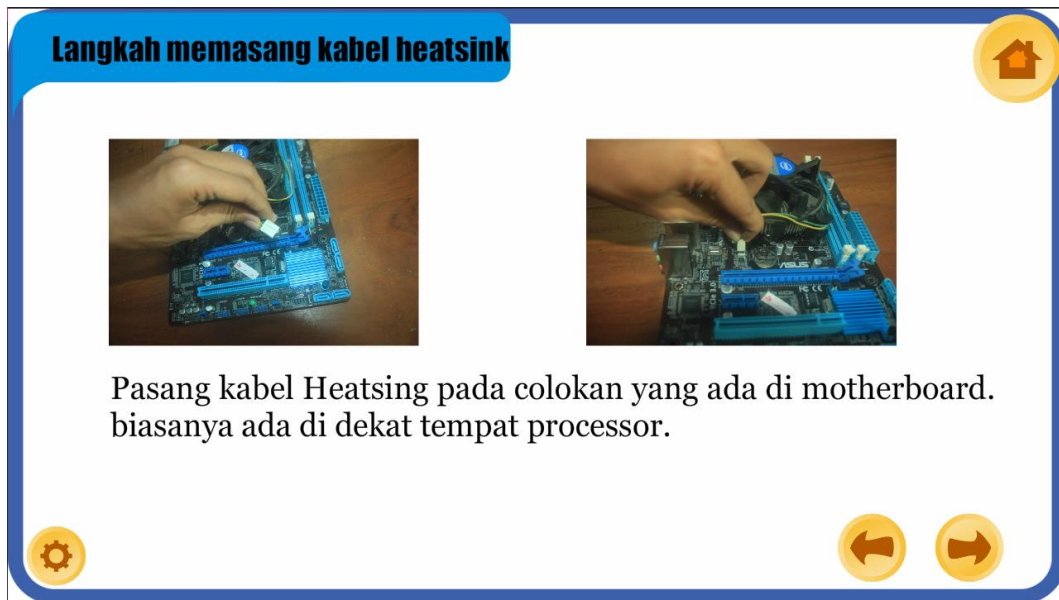 Langkah memasang kabel heatsink
ASUS
Pasang kabel Heatsing pada colokan yang ada di motherboard.
biasanya ada di dekat tempat processor.